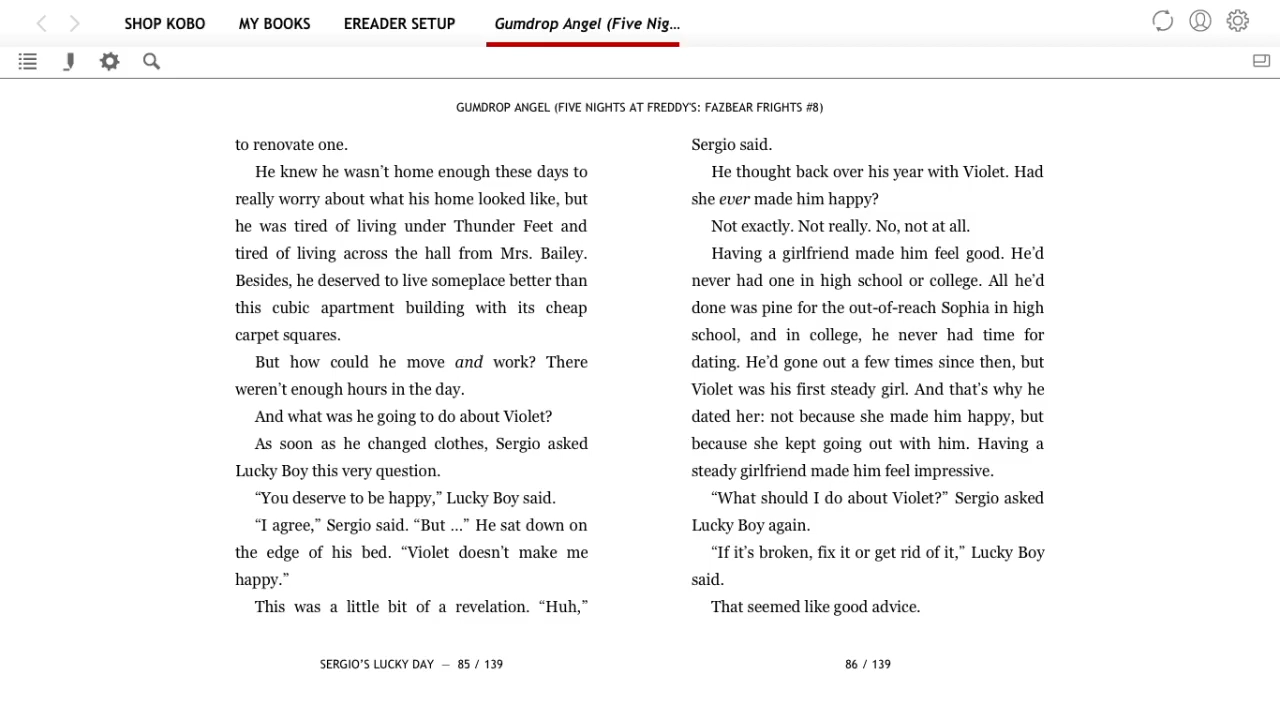 SHOP KOBO
MY BOOKS
EREADER SETUP
Gumdrop Angel (Five Nig...
GUMDROP ANGEL (FIVE NIGHTS AT FREDDY'S: FAZBEAR FRIGHTS #8)
to renovate one.
He knew he wasn’t home enough these days to
really worry about what his home looked like, but
he was tired of living under Thunder Feet and
tired of living across the hall from Mrs. Bailey.
Besides, he deserved to live someplace better than
this cubic apartment building with its cheap
carpet squares.
But how could he move and work? There
weren’t enough hours in the day.
And what was he going to do about Violet?
As soon as he changed clothes, Sergio asked
Lucky Boy this very question.
“You deserve to be happy,” Lucky Boy said.
“I agree,” Sergio said. “But ...” He sat down on
the edge of his bed. “Violet doesn’t make me
happy.”
This was a little bit of a revelation. “Huh,”
SERGIO’S LUCKY DAY — 85 / 139
Sergio said.
He thought back over his year with Violet. Had
she ever made him happy?
Not exactly. Not really. No, not at all.
Having a girlfriend made him feel good. He’d
never had one in high school or college. All he’d
done was pine for the out-of-reach Sophia in high
school, and in college, he never had time for
dating. He’d gone out a few times since then, but
Violet was his first steady girl. And that’s why he
dated her: not because she made him happy, but
because she kept going out with him. Having a
steady girlfriend made him feel impressive.
“What should I do about Violet?” Sergio asked
Lucky Boy again.
“If it’s broken, fix it or get rid of it,” Lucky Boy
said.
That seemed like good advice.
86 / 139